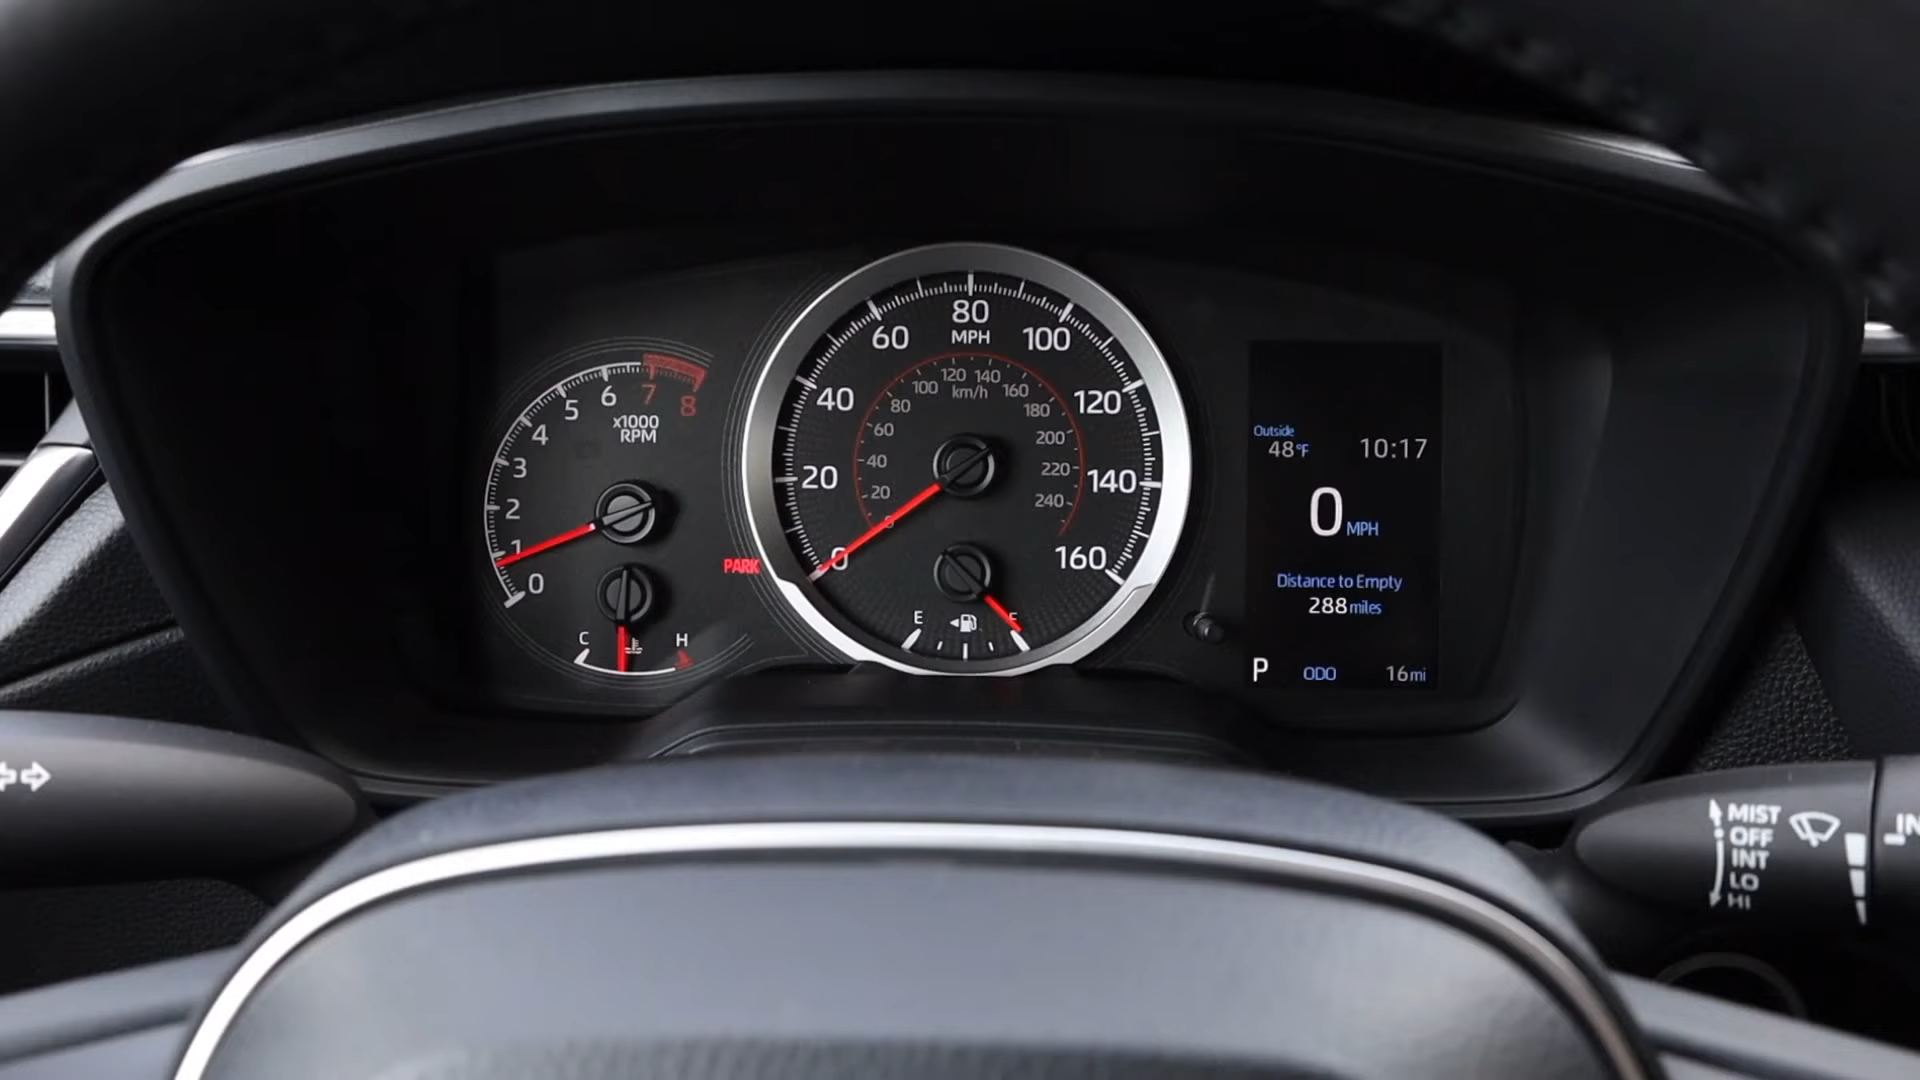 0
1
2
3
4
5
6
7
8
x1000
RPM
C
H
PARK
0
20
40
60
80
MPH
100
120
140
160
0
20
40
60
80
100
120
140
km/h
160
180
200
220
240
E
F
Outside
48°F
10:17
0 MPH
Distance to Empty
288 miles
P ODO 16 mi
MIST
OFF
INT
LO
HI